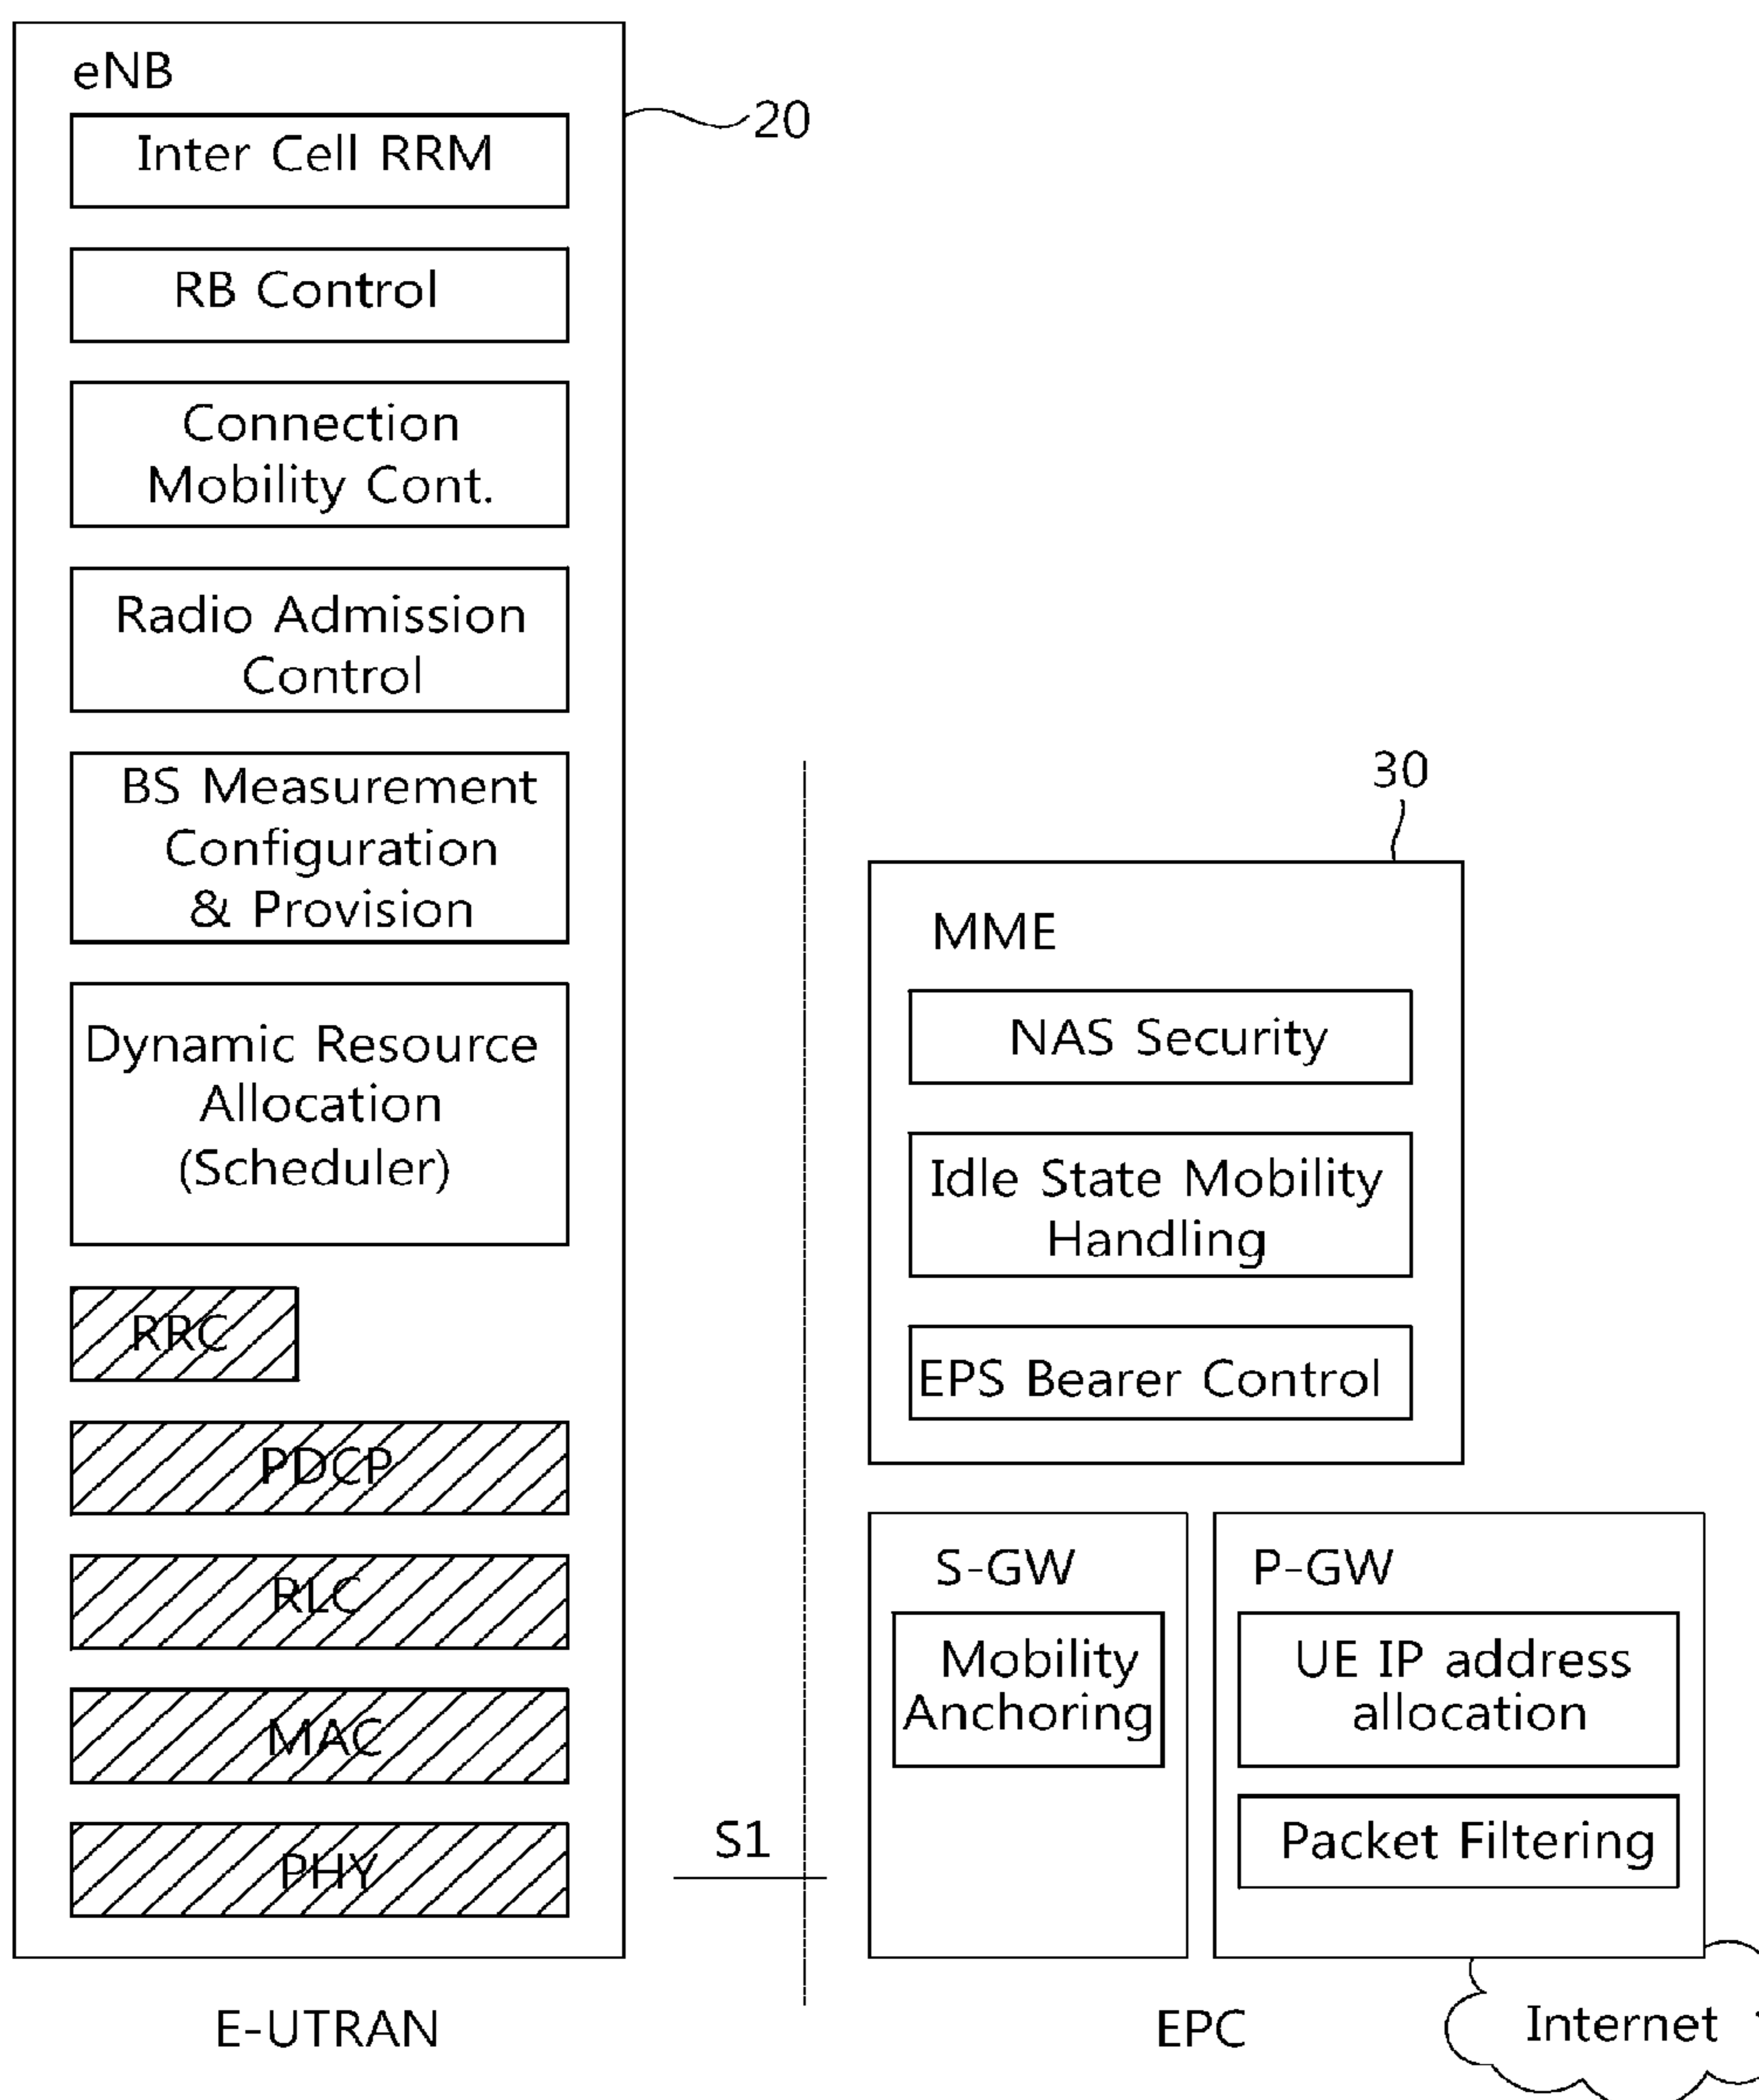 eNB
20
Inter Cell RRM
RB Control
Connection
Mobility Cont.
Radio Admission
Control
BS Measurement
Configuration
& Provision
Dynamic Resource
Allocation
(Scheduler)
RRC
PDCP
RLC
MAC
PHY
E-UTRAN
S1
30
MME
NAS Security
Idle State Mobility
Handling
EPS Bearer Control
S-GW
Mobility
Anchoring
P-GW
UE IP address
allocation
Packet Filtering
EPC
Internet